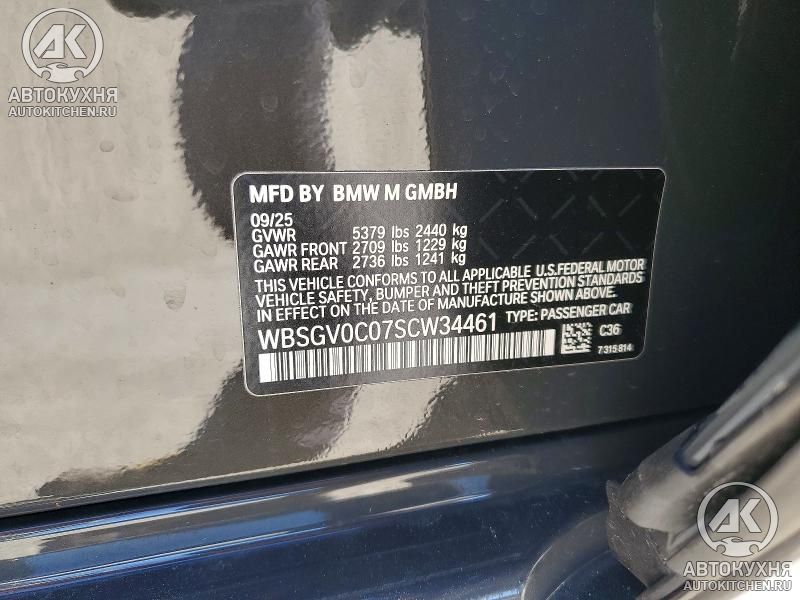 АК
АВТОКУХНЯ
AUTOKITCHEN.RU
MFD BY BMW M GMBH
09/25
GVWR 5379 lbs 2440 kg
GAWR FRONT 2709 lbs 1229 kg
GAWR REAR 2736 lbs 1241 kg
THIS VEHICLE CONFORMS TO ALL APPLICABLE U.S.FEDERAL MOTOR
VEHICLE SAFETY, BUMPER AND THEFT PREVENTION STANDARDS
IN EFFECT ON THE DATE OF MANUFACTURE SHOWN ABOVE.
WBSGV0C07SCW34461 TYPE: PASSENGER CAR
C36
7315814
АК
АВТОКУХНЯ
AUTOKITCHEN.RU